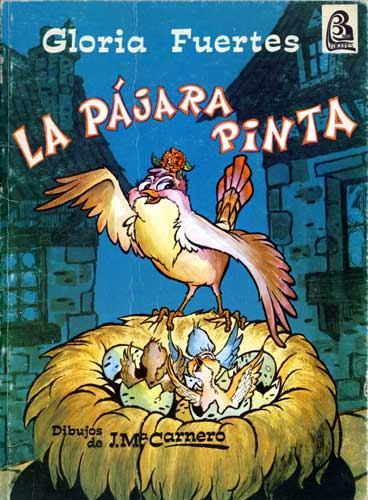 Gloria Fuertes
LA PÁJARA
PINTA
Dibujos
de J.Mª Carnero